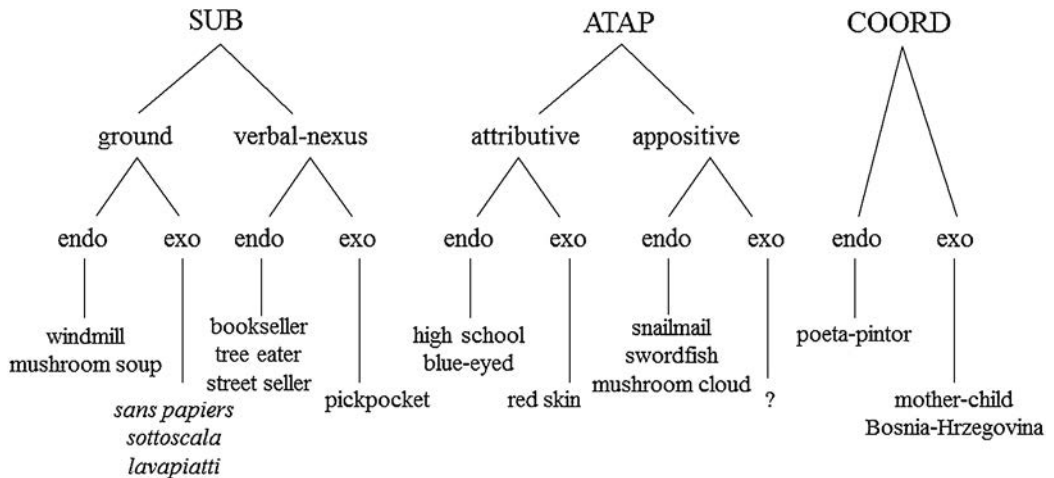 SUB ATAP COORD
ground verbal-nexus attributive appositive
endo exo endo exo endo exo endo exo endo exo
windmill
mushroom soup
sans papiers
sottoscala
lavapiatti
bookseller
tree eater
street seller
pickpocket
high school
blue-eyed
red skin
snailmail
swordfish
mushroom cloud
?
poeta-pintor
mother-child
Bosnia-Hrzegovina